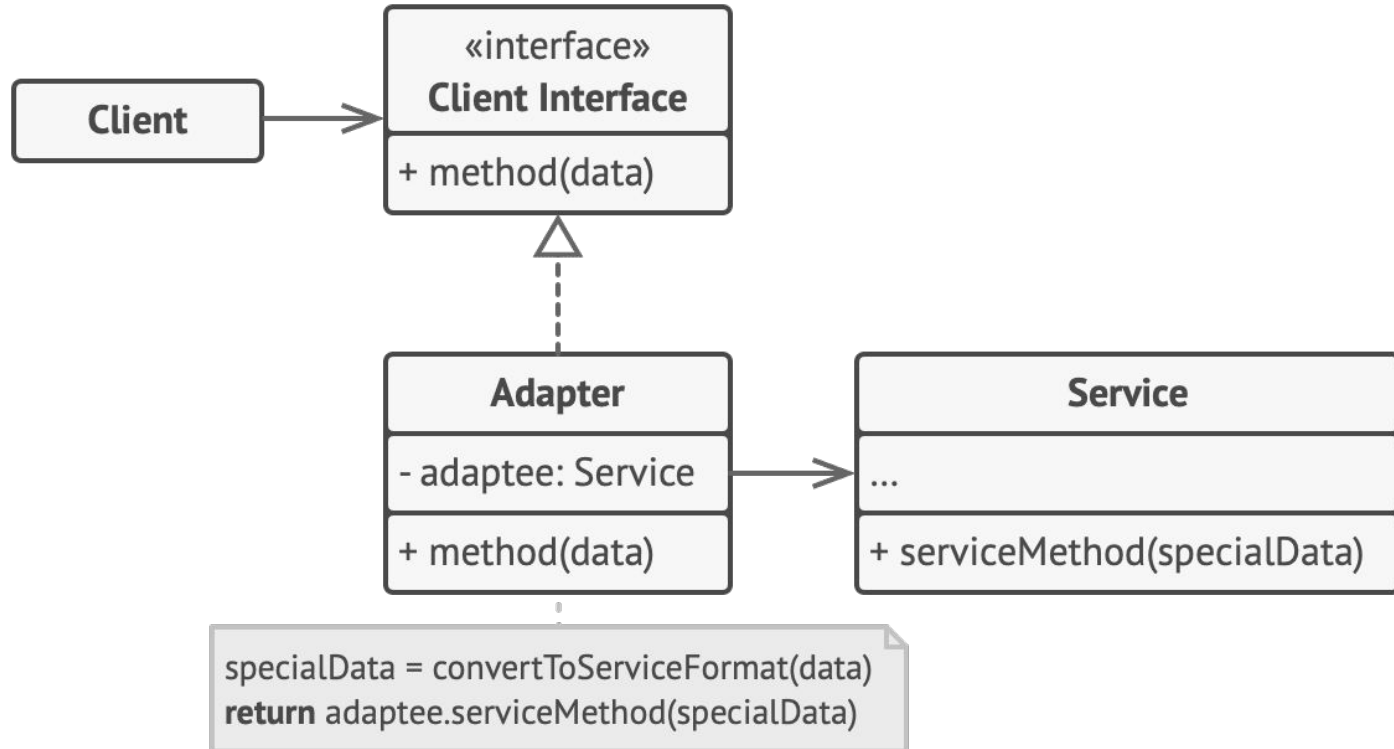 Client
«interface»
Client Interface
+ method(data)
Adapter
- adaptee: Service
+ method(data)
Service
...
+ serviceMethod(specialData)
specialData = convertToServiceFormat(data)
return adaptee.serviceMethod(specialData)